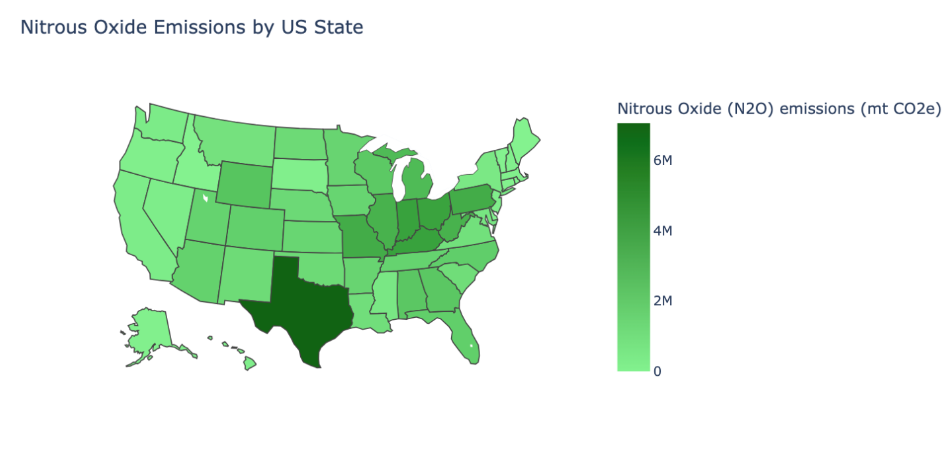 Nitrous Oxide Emissions by US State
Nitrous Oxide (N2O) emissions (mt CO2e)
6M
4M
2M
0